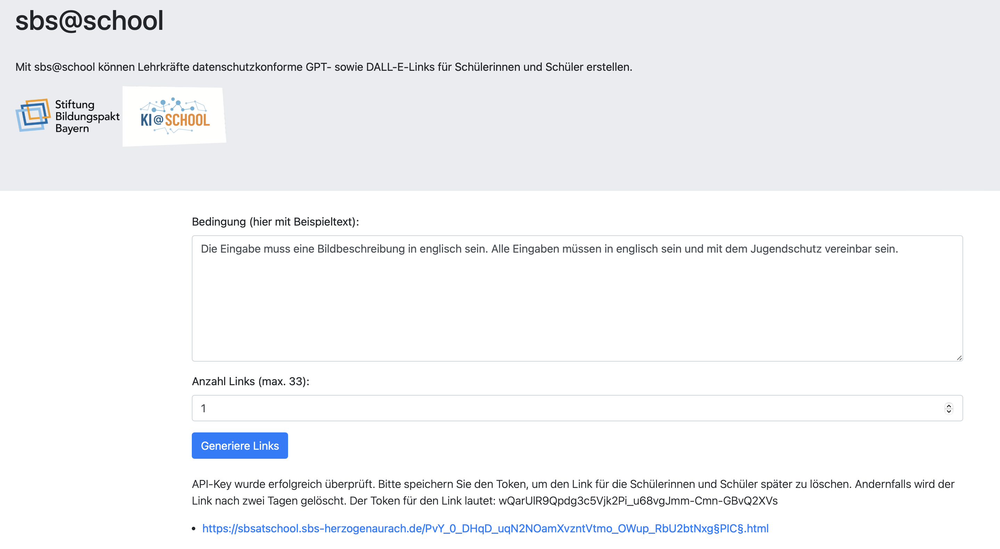 sbs@school
Mit sbs@school können Lehrkräfte datenschutzkonforme GPT- sowie DALL-E-Links für Schülerinnen und Schüler erstellen.
Stiftung
Bildungspakt
Bayern
KI@SCHOOL
Bedingung (hier mit Beispieltext):
Die Eingabe muss eine Bildbeschreibung in englisch sein. Alle Eingaben müssen in englisch sein und mit dem Jugendschutz vereinbar sein.
Anzahl Links (max. 33):
1
Generiere Links
API-Key wurde erfolgreich überprüft. Bitte speichern Sie den Token, um den Link für die Schülerinnen und Schüler später zu löschen. Andernfalls wird der
Link nach zwei Tagen gelöscht. Der Token für den Link lautet: wQarUlR9Qpdg3c5Vjk2Pi_u68vgJmm-Cmn-GBvQ2XVs
• https://sbsatschool.sbs-herzogenaurach.de/PvY_0_DHqD_uqN2NOamXvzntVtmo_OWup_RbU2btNxg§PIC§.html